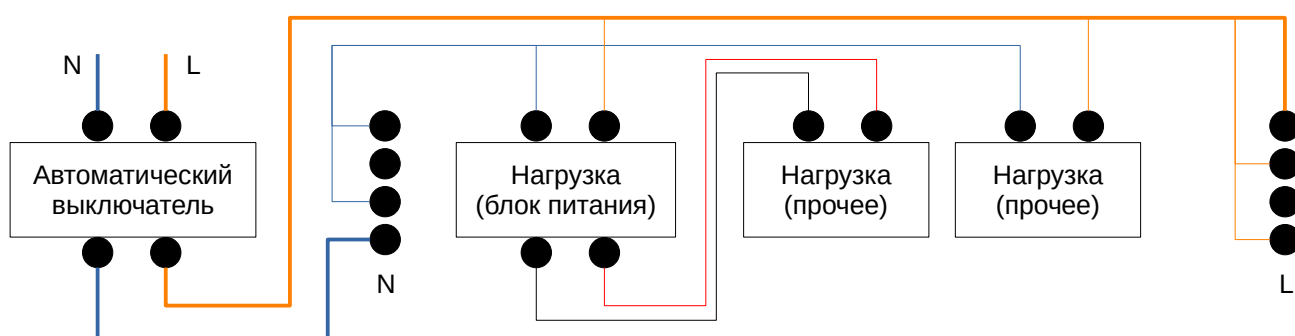 N
L
Автоматический
выключатель
N
Нагрузка
(блок питания)
Нагрузка
(прочее)
Нагрузка
(прочее)
L